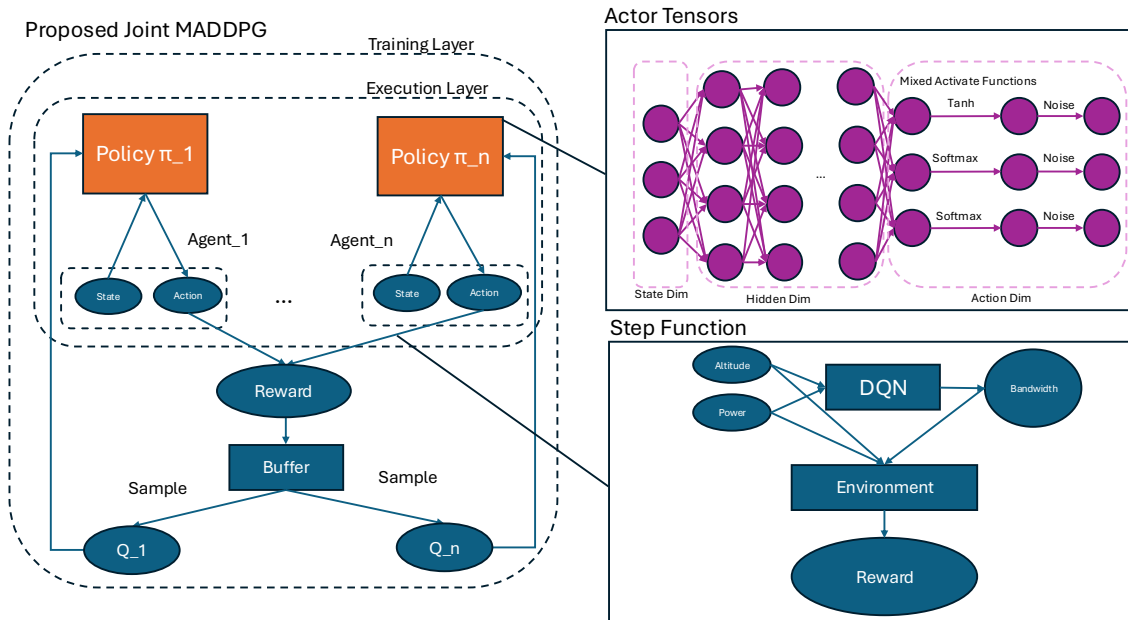 Proposed Joint MADDPG
Training Layer
Execution Layer
Policy π_1
Policy π_n
Agent_1
Agent_n
State
Action
...
State
Action
Reward
Buffer
Sample
Sample
Q_1
Q_n
Actor Tensors
Mixed Activate Functions
Tanh
Noise
Softmax
Noise
...
Softmax
Noise
State Dim
Hidden Dim
Action Dim
Step Function
Altitude
DQN
Bandwidth
Power
Environment
Reward